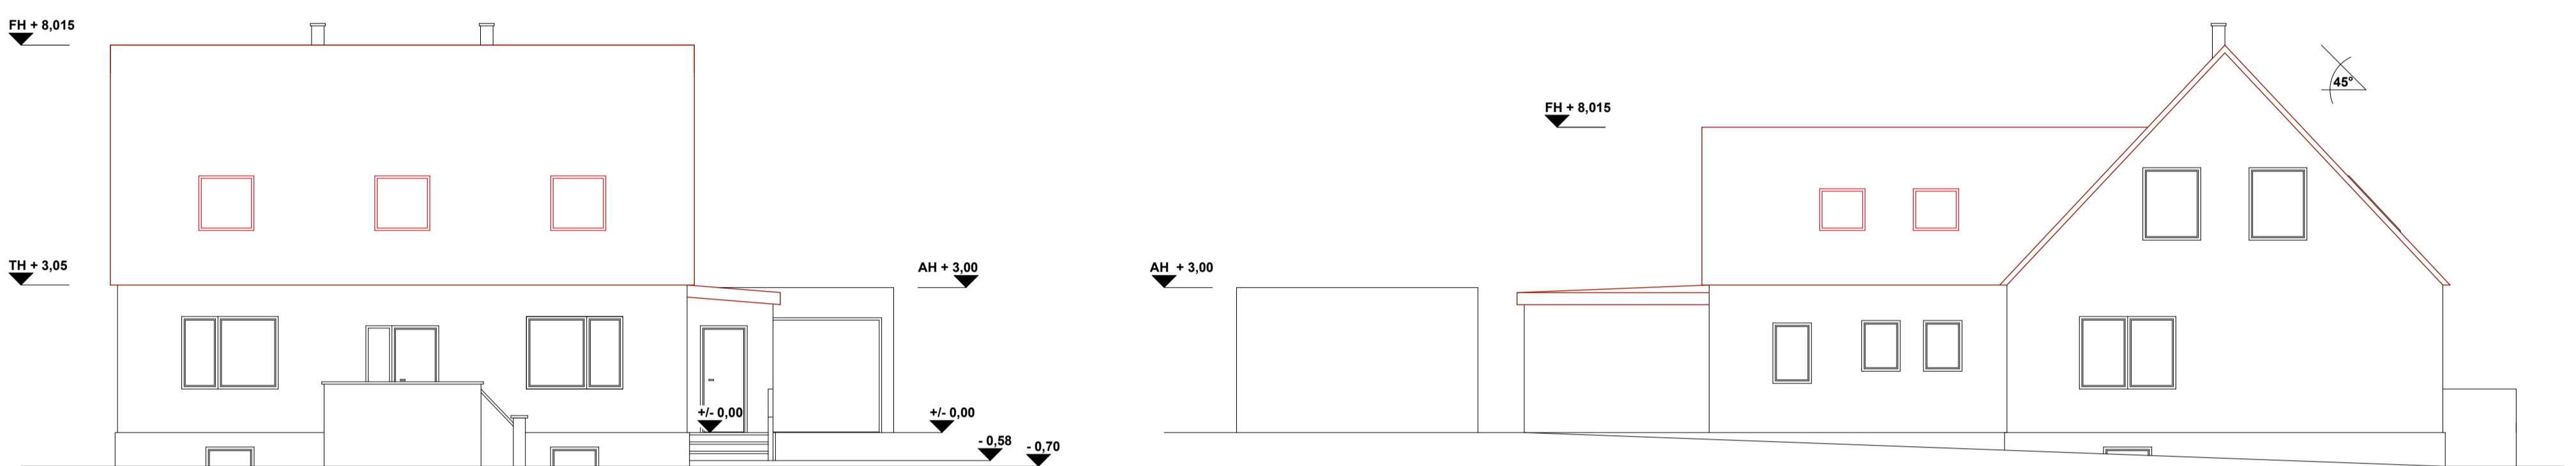 FH + 8,015
TH + 3,05
AH + 3,00
+/- 0,00
+/- 0,00
- 0,58
- 0,70
45°
FH + 8,015
AH + 3,00